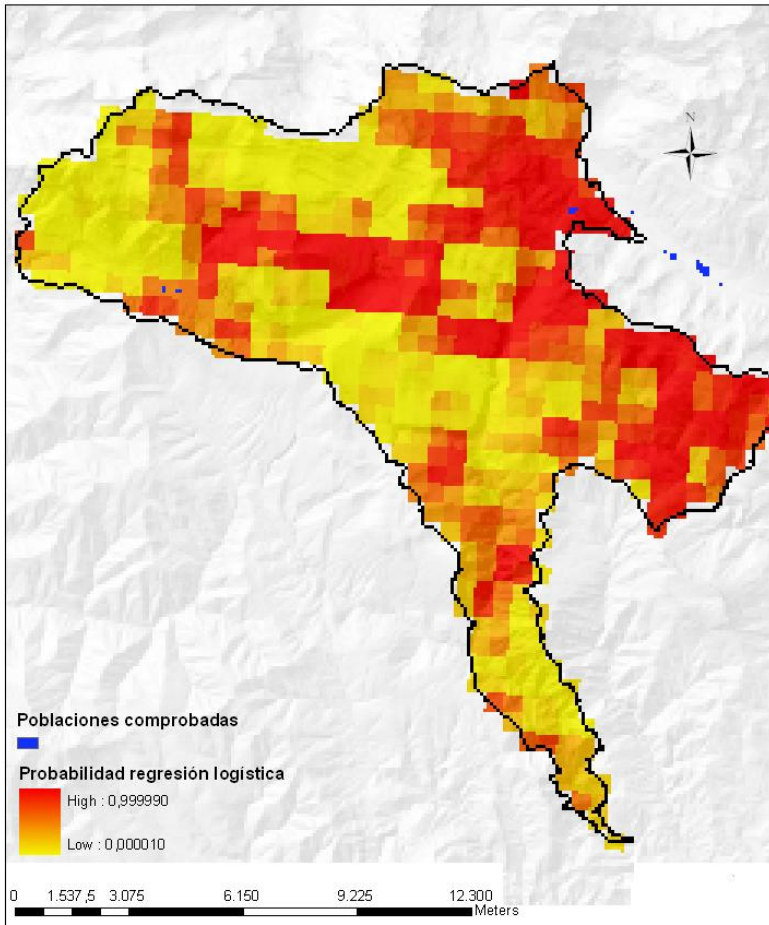 N
Poblaciones comprobadas
Probabilidad regresión logística
High : 0,999990
Low : 0,000010
0 1.537,5 3.075 6.150 9.225 12.300
Meters